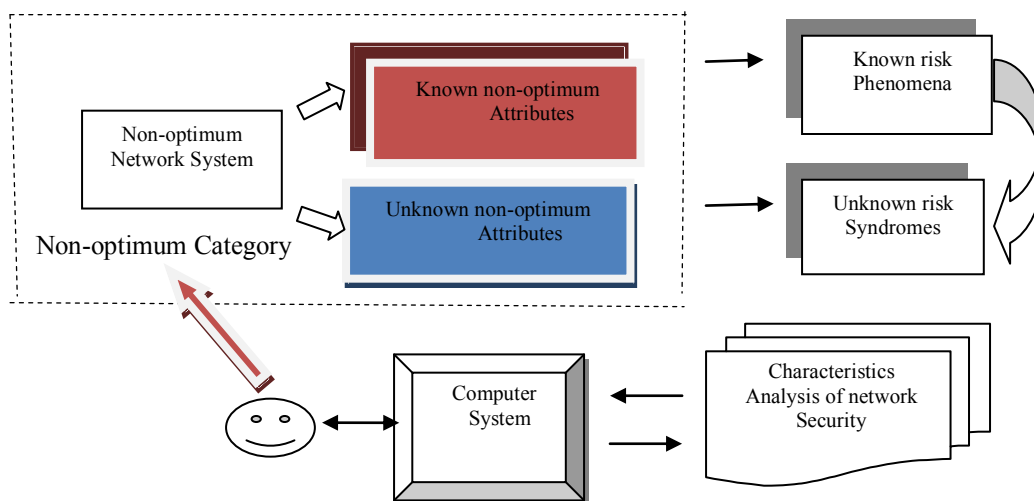 Known non-optimum
Attributes
Known risk
Phenomena
Non-optimum
Network System
Unknown non-optimum
Attributes
Unknown risk
Syndromes
Non-optimum Category
Computer
System
Characteristics
Analysis of network
Security